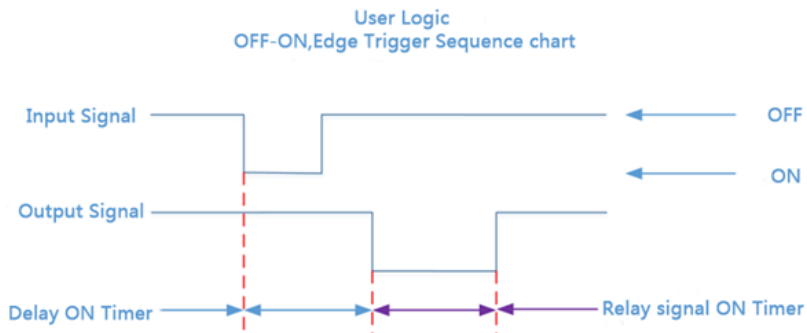 User Logic
OFF-ON,Edge Trigger Sequence chart
Input Signal
OFF
ON
Output Signal
Delay ON Timer
Relay signal ON Timer